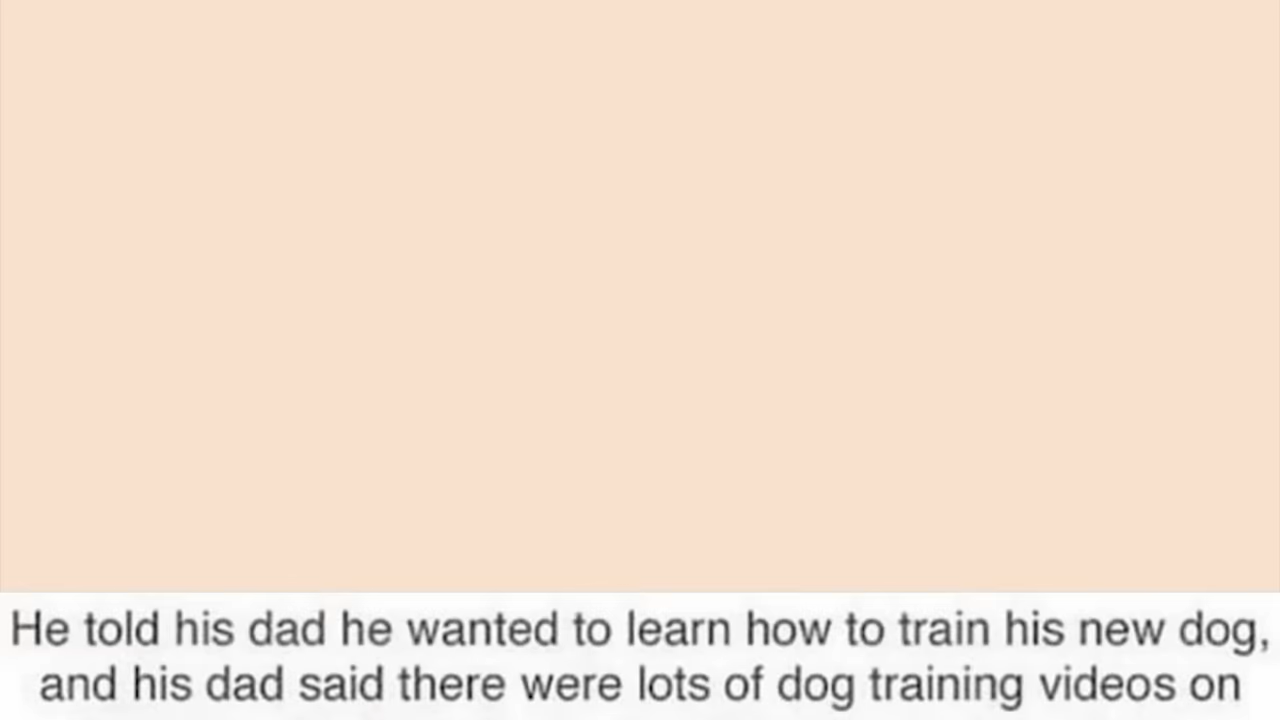 He told his dad he wanted to learn how to train his new dog,
and his dad said there were lots of dog training videos on